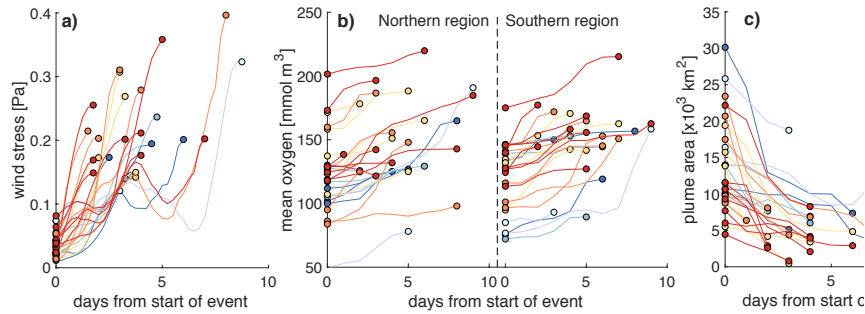 a)
wind stress [Pa]
0.4
0.3
0.2
0.1
0
0 5 10
days from start of event
b) Northern region Southern region
mean oxygen [mmol m³]
250
200
150
100
50
0 5 10 0 5 10
days from start of event
c)
plume area [x10³ km²]
35
30
25
20
15
10
5
0
0 5
days from start o